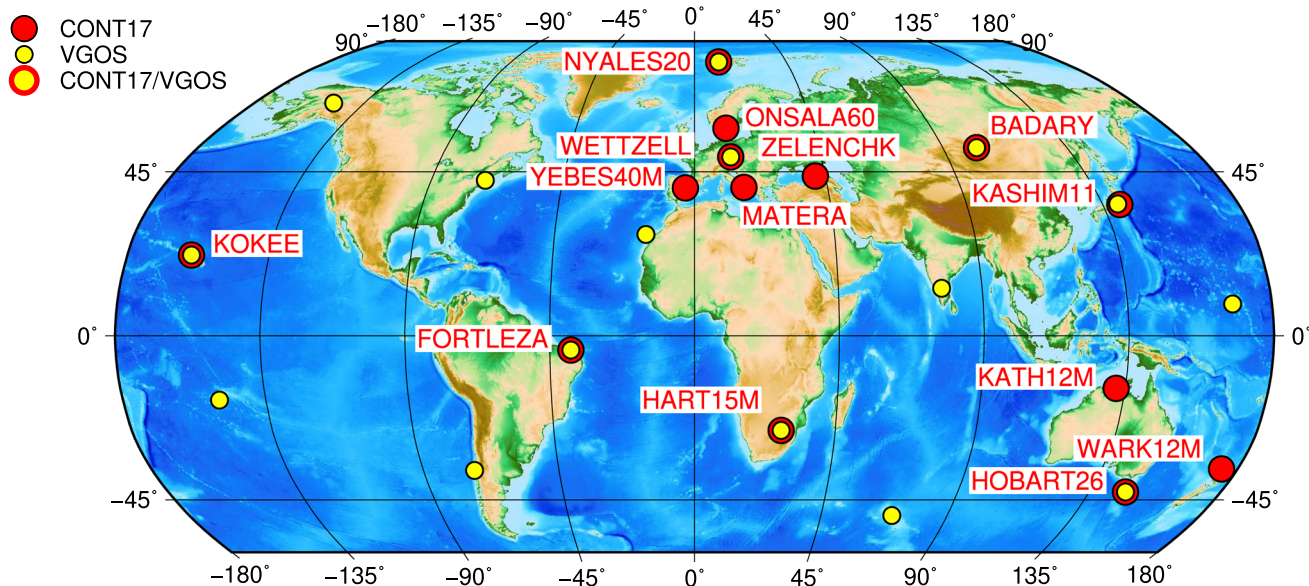 CONT17
VGOS
CONT17/VGOS
−180˚ −135˚ −90˚ −45˚ 0˚ 45˚ 90˚ 135˚ 180˚
90˚ 90˚
NYALES20
ONSALA60
BADARY
WETTZELL
ZELENCHK
45˚ 45˚
YEBES40M
KASHIM11
MATERA
KOKEE
0˚ 0˚
FORTLEZA
KATH12M
HART15M
WARK12M
HOBART26
−45˚ −45˚
−180˚ −135˚ −90˚ −45˚ 0˚ 45˚ 90˚ 135˚ 180˚